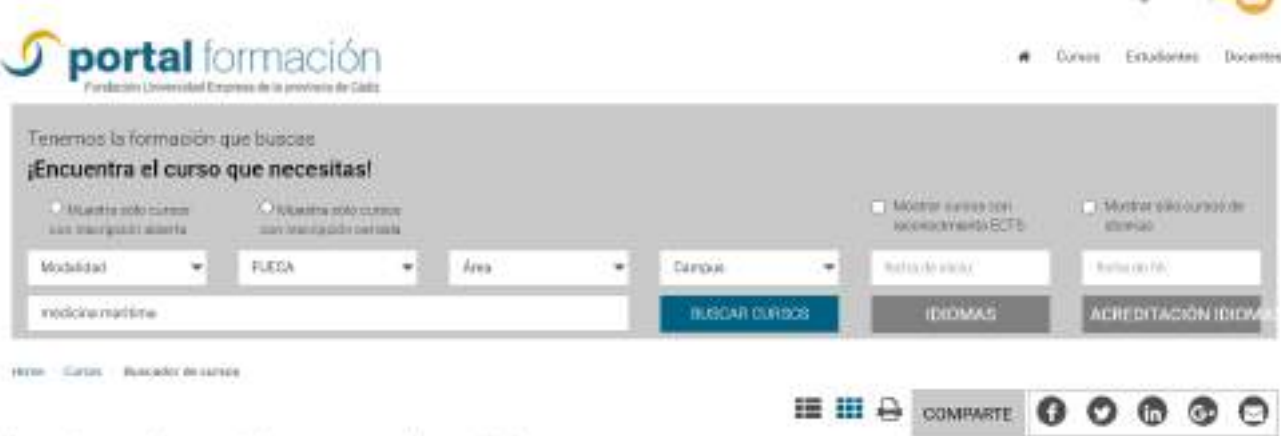 portal formación
Fundación Universidad Empresa de la provincia de Cádiz
Cursos Estudiantes Docentes
Tenemos la formación que buscas
¡Encuentra el curso que necesitas!
Muestra sólo cursos con inscripción abierta
Muestra sólo cursos con inscripción cerrada
Mostrar cursos con reconocimiento ECTS
Mostrar sólo cursos de idiomas
Modalidad FUECA Área Campus Fecha de inicio Fecha de fin
medicina marítima BUSCAR CURSOS IDIOMAS ACREDITACIÓN IDIOMA
Home Cursos Buscador de cursos
COMPARTE